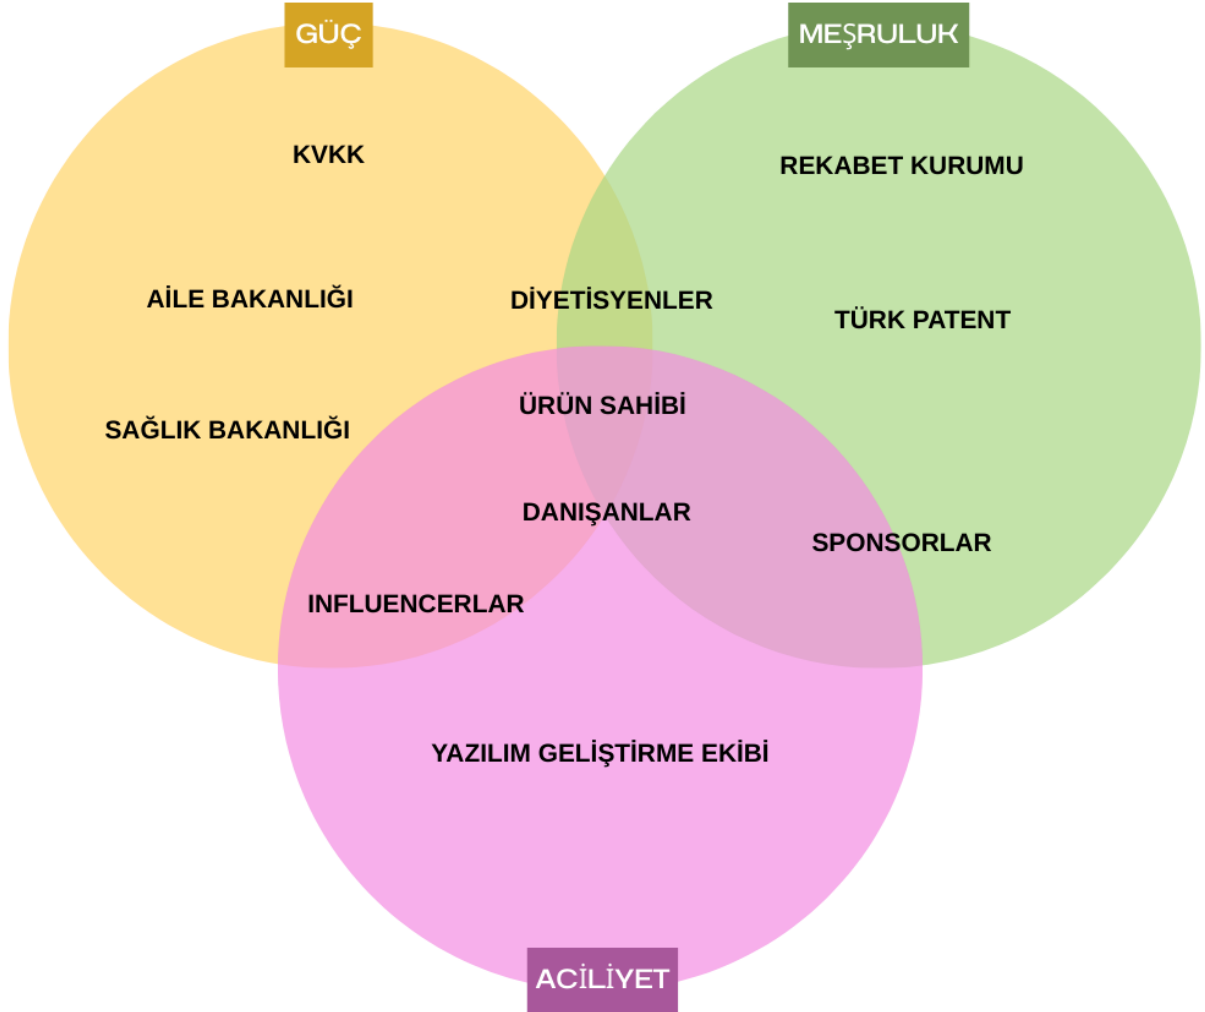 GÜÇ
MEŞRULUK
KVKK
REKABET KURUMU
AİLE BAKANLIĞI
DİYETİSYENLER
TÜRK PATENT
ÜRÜN SAHİBİ
SAĞLIK BAKANLIĞI
DANIŞANLAR
SPONSORLAR
INFLUENCERLAR
YAZILIM GELİŞTİRME EKİBİ
ACİLİYET